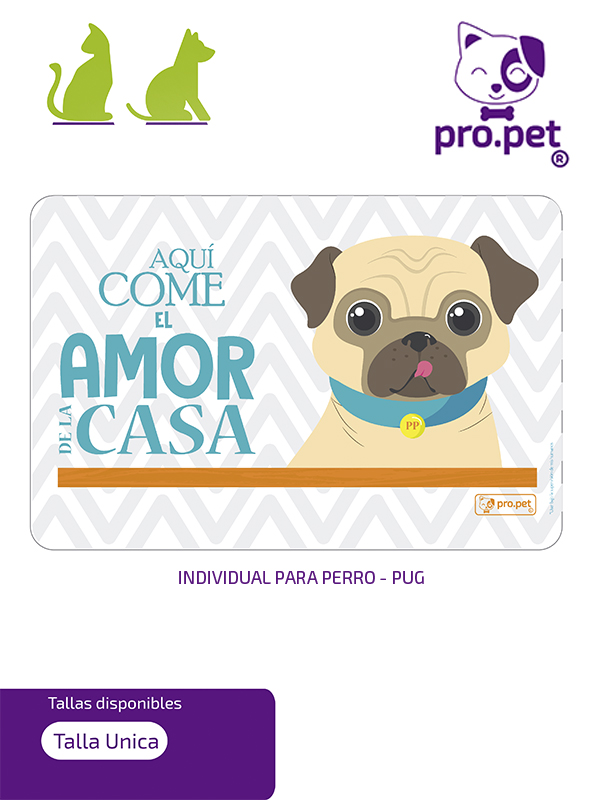 pro.pet
®
AQUÍ
COME
EL
AMOR
DE LA
CASA
PP
pro.pet
INDIVIDUAL PARA PERRO - PUG
Tallas disponibles
Talla Unica